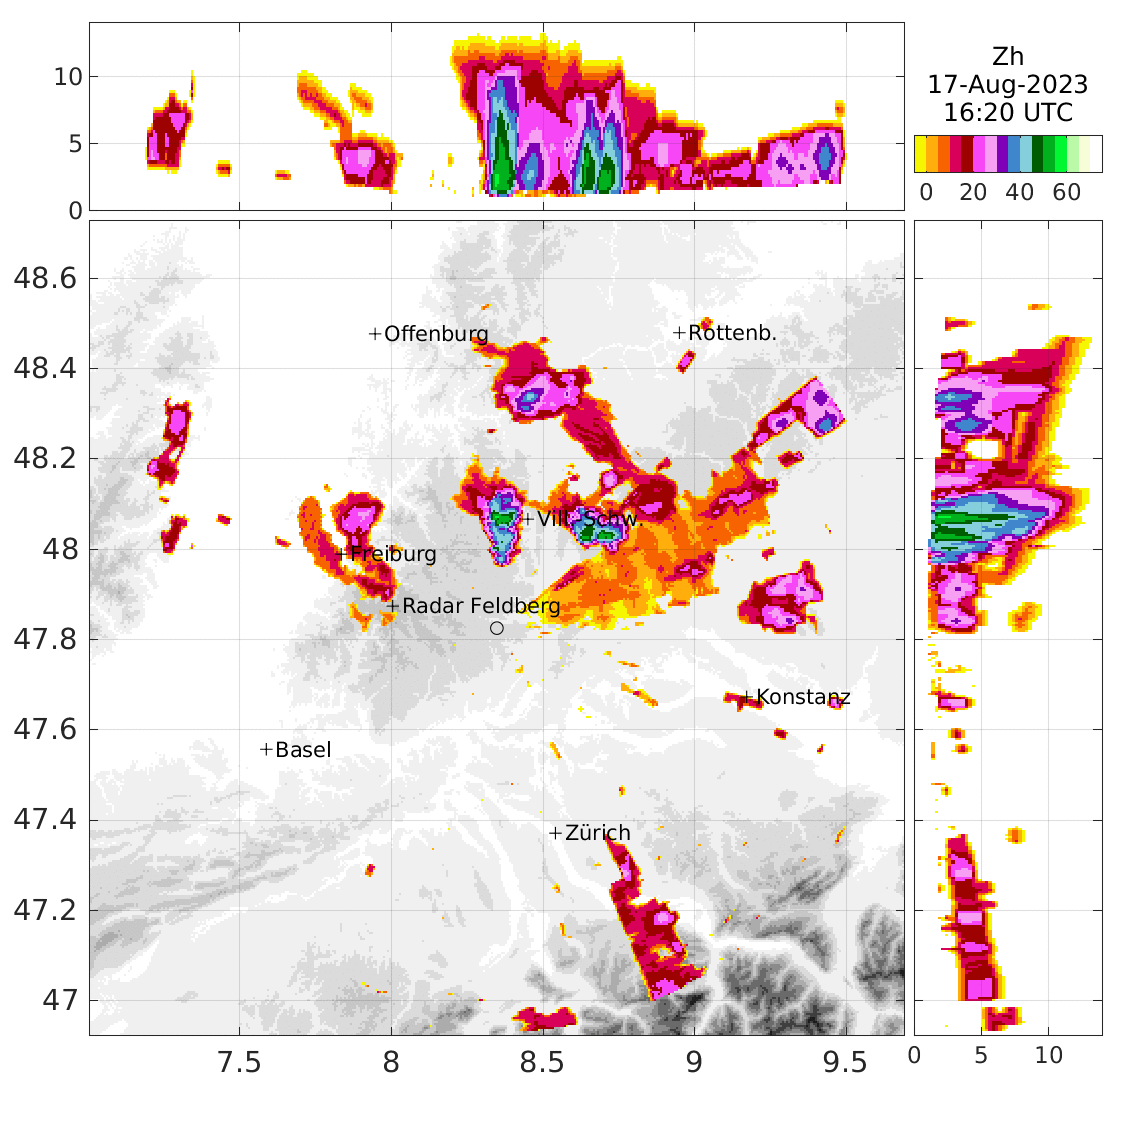 10
5
0
Zh
17-Aug-2023
16:20 UTC
0 20 40 60
48.6
48.4
48.2
48
47.8
47.6
47.4
47.2
47
+Offenburg
+Rottenb.
+Vill.-Schw.
+Freiburg
+Radar Feldberg
+Konstanz
+Basel
+Zürich
7.5 8 8.5 9 9.5
0 5 10